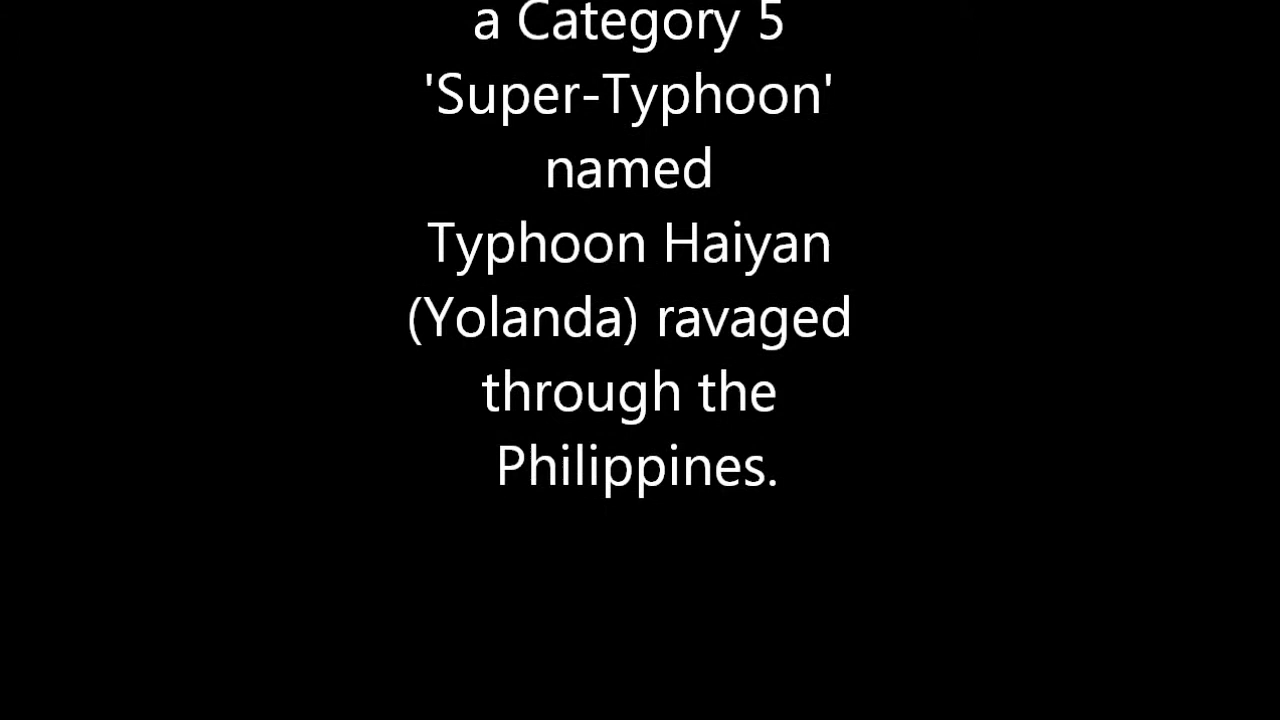 a Category 5
'Super-Typhoon'
named
Typhoon Haiyan
(Yolanda) ravaged
through the
Philippines.